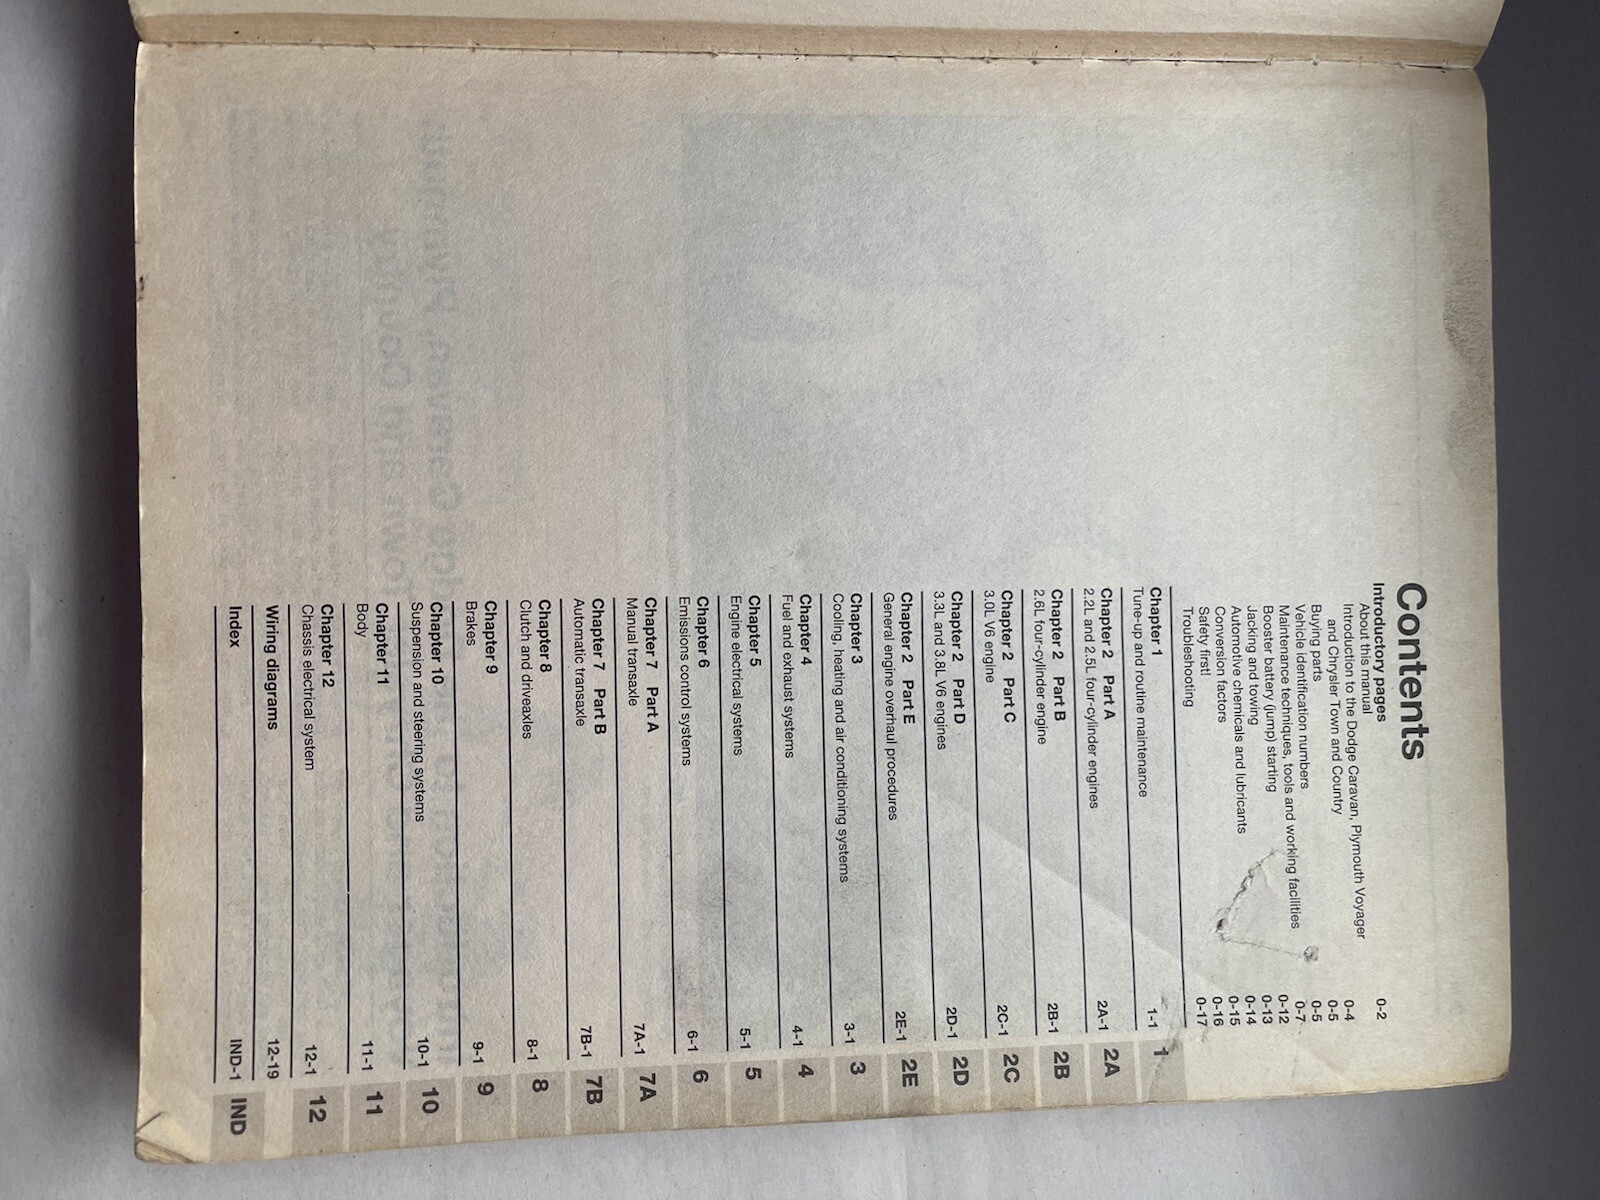 Contents
Introductory pages
About this manual 0-2
Introduction to the Dodge Caravan, Plymouth Voyager
and Chrysler Town and Country 0-4
Buying parts 0-5
Vehicle identification numbers 0-5
Maintenance techniques, tools and working facilities 0-7
Booster battery (jump) starting 0-12
Jacking and towing 0-13
Automotive chemicals and lubricants 0-14
Conversion factors 0-15
Safety first! 0-16
Troubleshooting 0-17
Chapter 1
Tune-up and routine maintenance 1-1 1
Chapter 2 Part A
2.2L and 2.5L four-cylinder engines 2A-1 2A
Chapter 2 Part B
2.6L four-cylinder engine 2B-1 2B
Chapter 2 Part C
3.0L V6 engine 2C-1 2C
Chapter 2 Part D
3.3L and 3.8L V6 engines 2D-1 2D
Chapter 2 Part E
General engine overhaul procedures 2E-1 2E
Chapter 3
Cooling, heating and air conditioning systems 3-1 3
Chapter 4
Fuel and exhaust systems 4-1 4
Chapter 5
Engine electrical systems 5-1 5
Chapter 6
Emissions control systems 6-1 6
Chapter 7 Part A
Manual transaxle 7A-1 7A
Chapter 7 Part B
Automatic transaxle 7B-1 7B
Chapter 8
Clutch and driveaxles 8-1 8
Chapter 9
Brakes 9-1 9
Chapter 10
Suspension and steering systems 10-1 10
Chapter 11
Body 11-1 11
Chapter 12
Chassis electrical system 12-1 12
Wiring diagrams 12-19
Index IND-1 IND